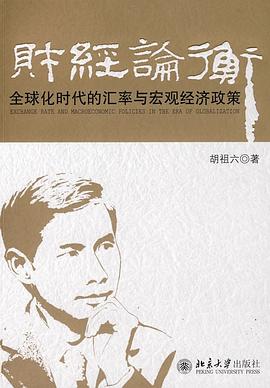 財經論衡
全球化时代的汇率与宏观经济政策
EXCHANGE RATE AND MACROECONOMIC POLICIES IN THE ERA OF GLOBALIZATION
胡祖六◎著
北京大学出版社
PEKING UNIVERSITY PRESS